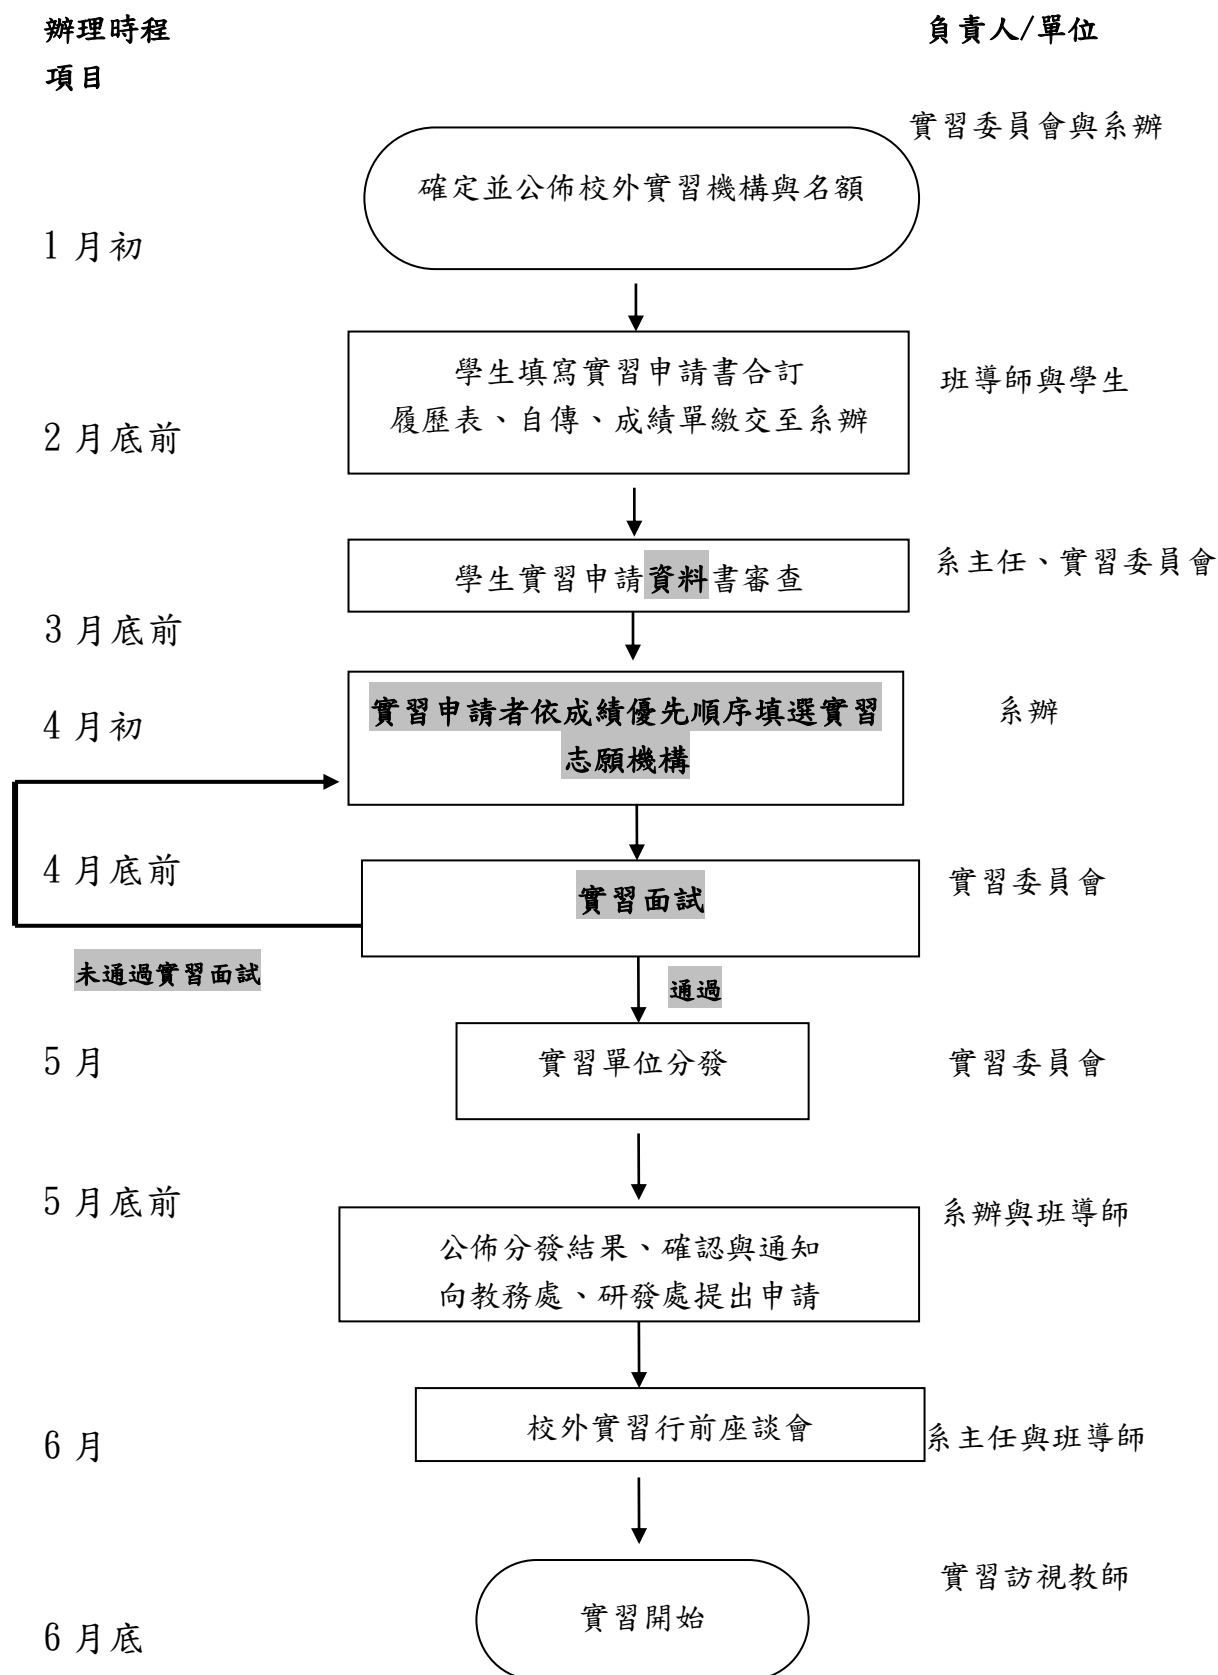 辦理時程
負責人/單位
項目
實習委員會與系辦
確定並公佈校外實習機構與名額
1月初
學生填寫實習申請書合訂
班導師與學生
履歷表、自傳、成績單繳交至系辦
2月底前
學生實習申請資料書審查
系主任、實習委員會
3月底前
實習申請者依成績優先順序填選實習
志願機構
4月初
系辦
4月底前
實習面試
實習委員會
未通過實習面試
通過
5月
實習單位分發
實習委員會
5月底前
系辦與班導師
公佈分發結果、確認與通知
向教務處、研發處提出申請
6月
校外實習行前座談會
系主任與班導師
實習訪視教師
實習開始
6月底